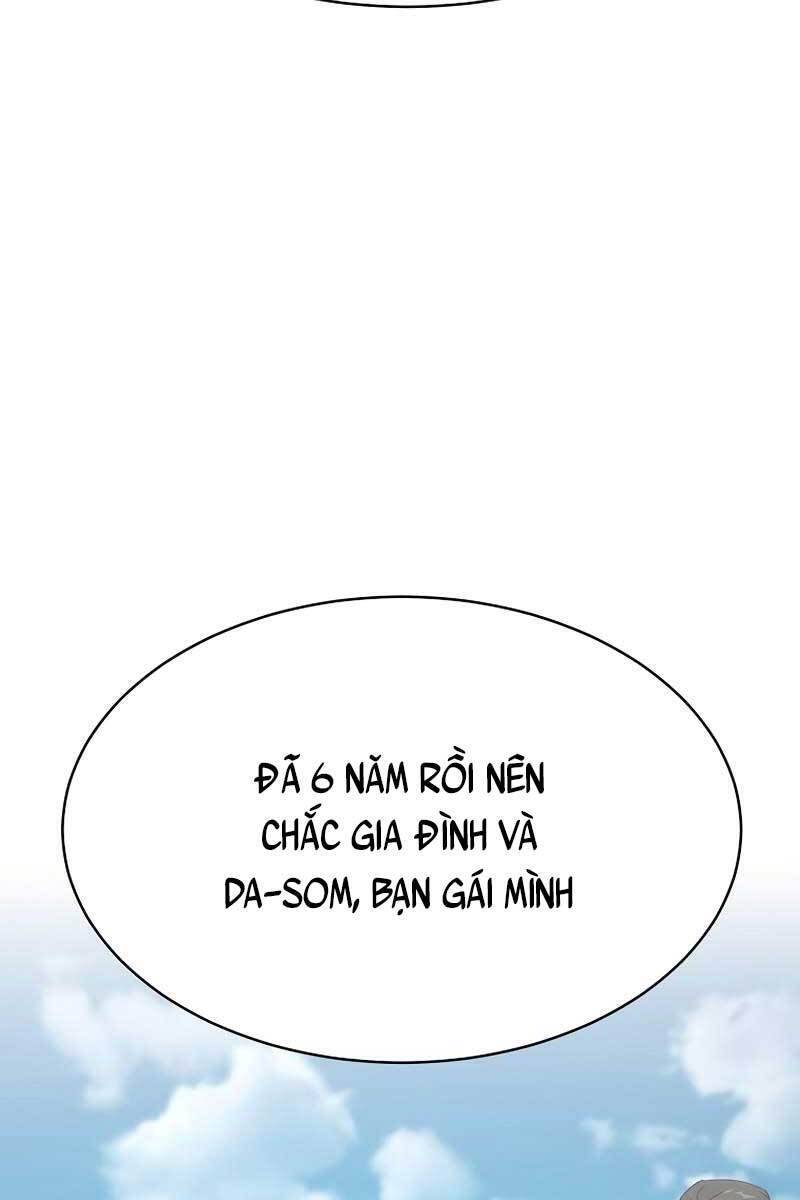 ĐÃ 6 NĂM RỒI NÊN
CHẮC GIA ĐÌNH VÀ
DA-SOM, BẠN GÁI MÌNH